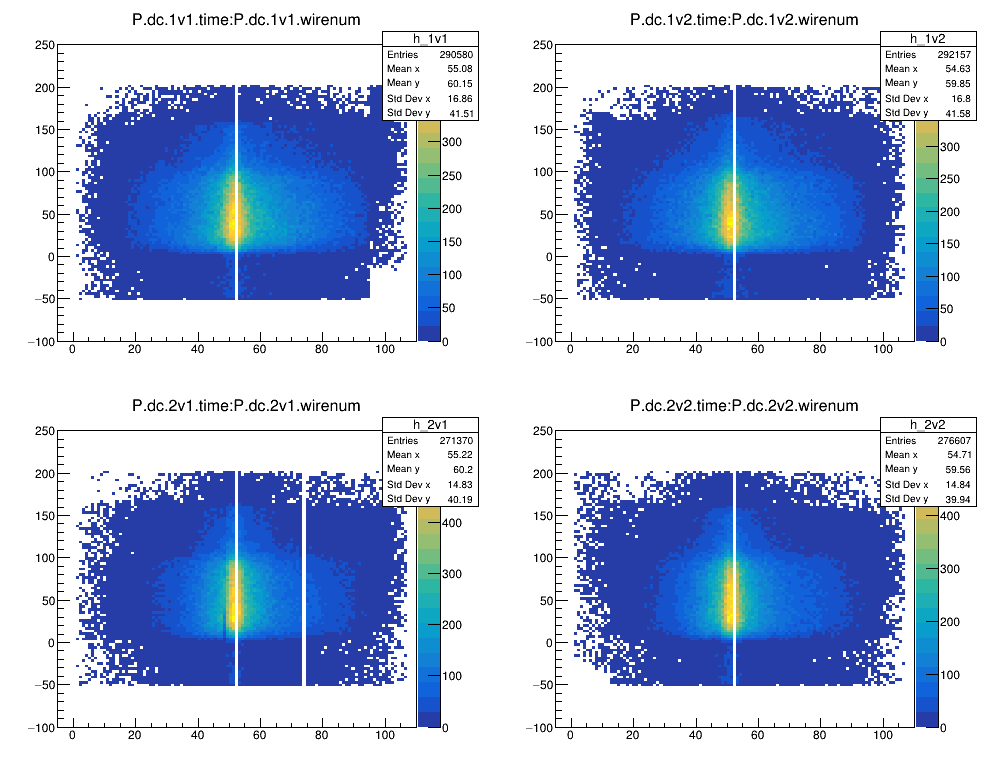 P.dc.1v1.time:P.dc.1v1.wirenum
h_1v1
Entries 290580
Mean x 55.08
Mean y 60.15
Std Dev x 16.86
Std Dev y 41.51
250
200
150
100
50
0
−50
−100
0 20 40 60 80 100
300
250
200
150
100
50
0
P.dc.1v2.time:P.dc.1v2.wirenum
h_1v2
Entries 292157
Mean x 54.63
Mean y 59.85
Std Dev x 16.8
Std Dev y 41.58
250
200
150
100
50
0
−50
−100
0 20 40 60 80 100
300
250
200
150
100
50
0
P.dc.2v1.time:P.dc.2v1.wirenum
h_2v1
Entries 271370
Mean x 55.22
Mean y 60.2
Std Dev x 14.83
Std Dev y 40.19
250
200
150
100
50
0
−50
−100
0 20 40 60 80 100
400
300
200
100
0
P.dc.2v2.time:P.dc.2v2.wirenum
h_2v2
Entries 276607
Mean x 54.71
Mean y 59.56
Std Dev x 14.84
Std Dev y 39.94
250
200
150
100
50
0
−50
−100
0 20 40 60 80 100
400
300
200
100
0